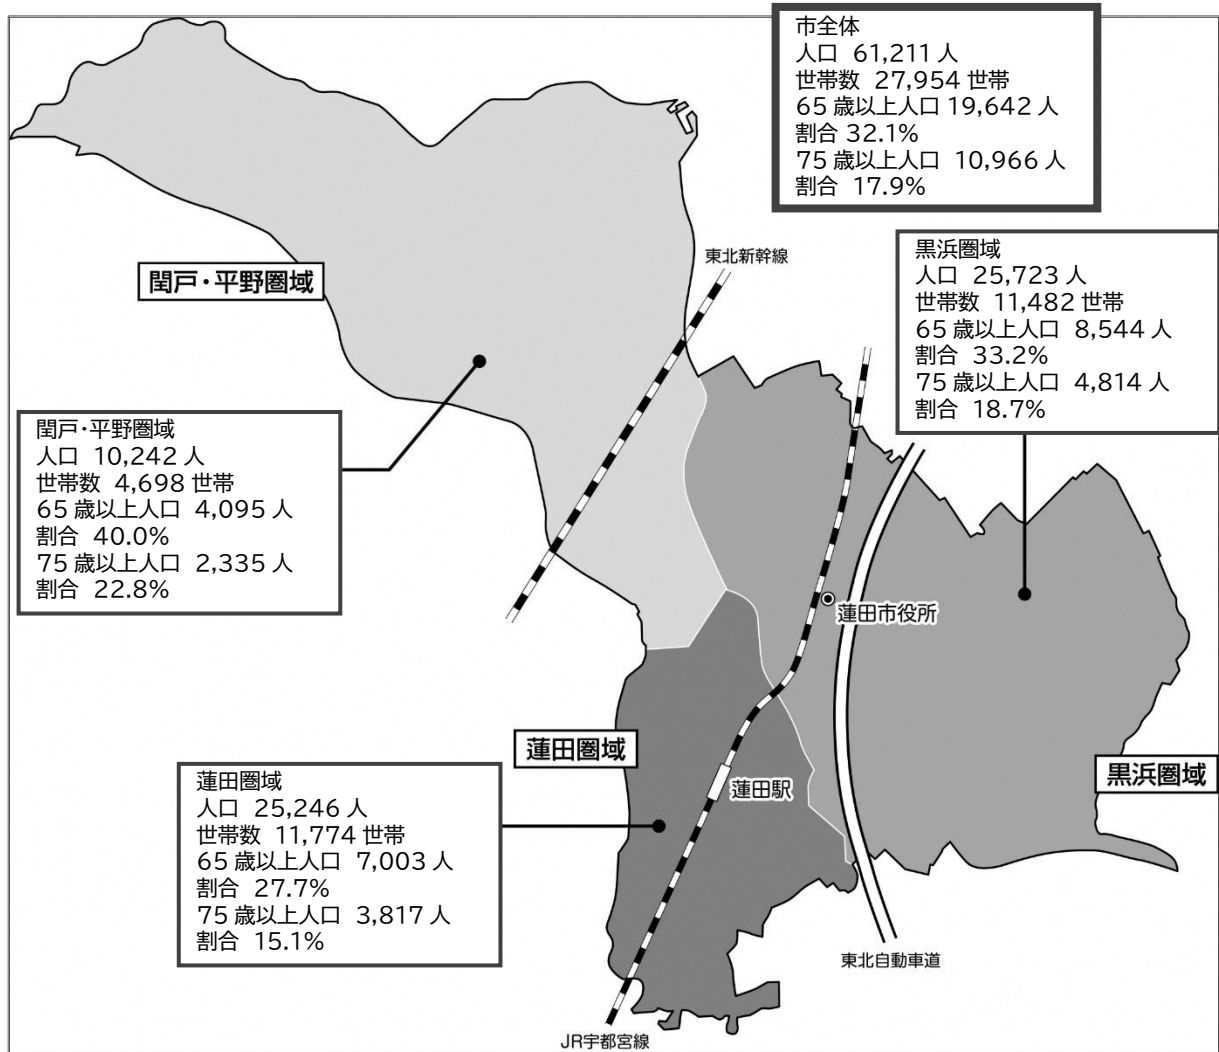 市全体
人口 61,211 人
世帯数 27,954 世帯
65 歳以上人口 19,642 人
割合 32.1%
75 歳以上人口 10,966 人
割合 17.9%
東北新幹線
閏戸・平野圏域
黒浜圏域
人口 25,723 人
世帯数 11,482 世帯
65 歳以上人口 8,544 人
割合 33.2%
75 歳以上人口 4,814 人
割合 18.7%
閏戸・平野圏域
人口 10,242 人
世帯数 4,698 世帯
65 歳以上人口 4,095 人
割合 40.0%
75 歳以上人口 2,335 人
割合 22.8%
蓮田市役所
蓮田圏域
黒浜圏域
蓮田駅
蓮田圏域
人口 25,246 人
世帯数 11,774 世帯
65 歳以上人口 7,003 人
割合 27.7%
75 歳以上人口 3,817 人
割合 15.1%
東北自動車道
JR宇都宮線